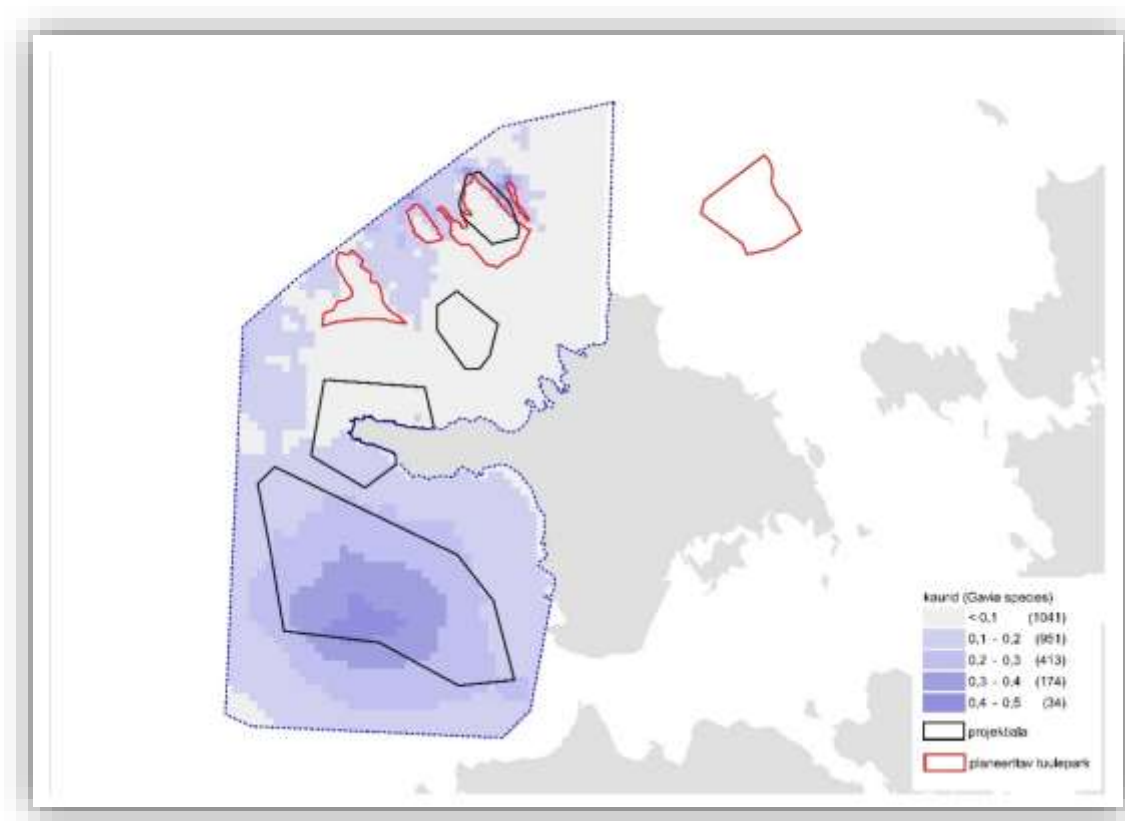 kaurid (Gavia species)
<0,1 (1041)
0,1 - 0,2 (951)
0,2 - 0,3 (413)
0,3 - 0,4 (174)
0,4 - 0,5 (34)
projektiala
planeeritav tuulepark